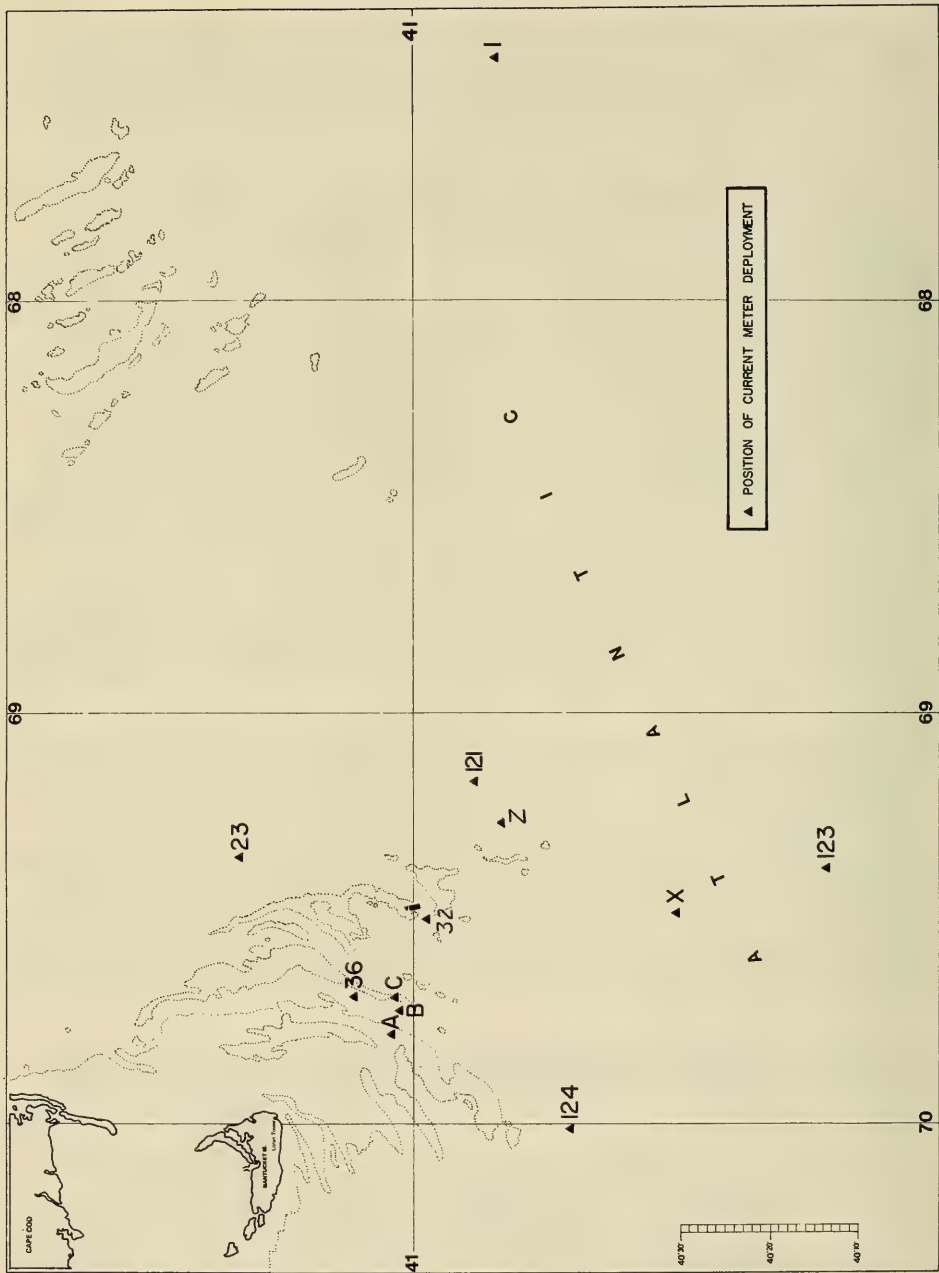 69
68
CAPE COD
41
41
1
23
NANTUCKET IS.
36
A
C
B
32
121
Z
124
X
123
A T L A N T I C
▲ POSITION OF CURRENT METER DEPLOYMENT
40°30'
40°20'
40°10'
70
69
68